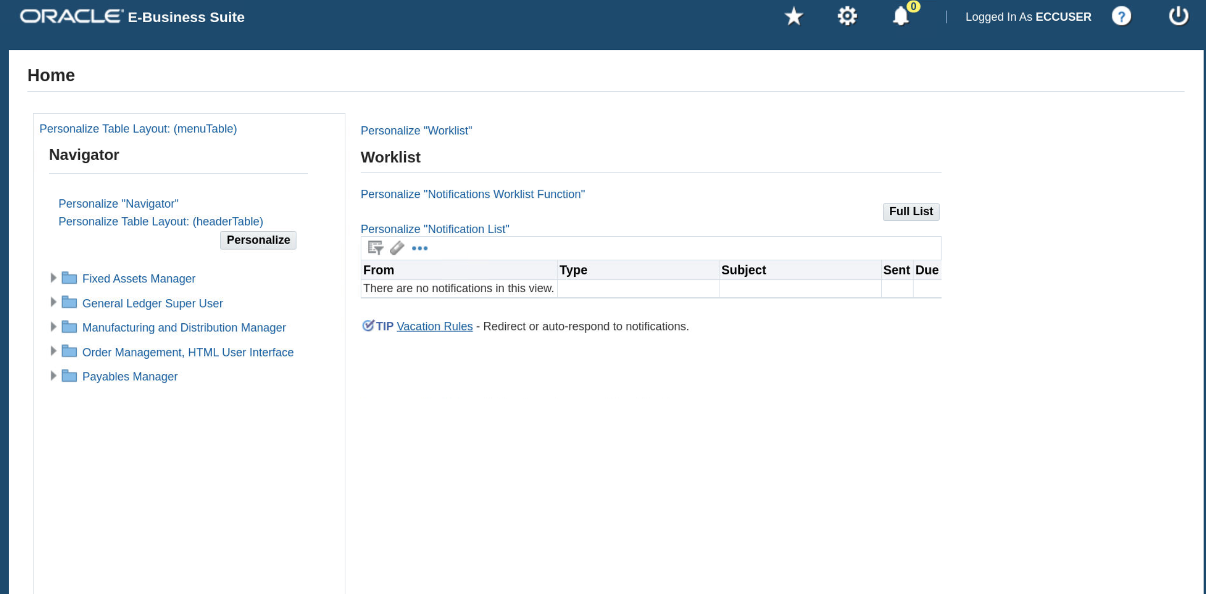 ORACLE E-Business Suite
0
Logged In As ECCUSER
?
Home
Personalize Table Layout: (menuTable)
Navigator
Personalize "Navigator"
Personalize Table Layout: (headerTable)
Personalize
Fixed Assets Manager
General Ledger Super User
Manufacturing and Distribution Manager
Order Management, HTML User Interface
Payables Manager
Personalize "Worklist"
Worklist
Personalize "Notifications Worklist Function"
Full List
Personalize "Notification List"
From Type Subject Sent Due
There are no notifications in this view.
TIP Vacation Rules - Redirect or auto-respond to notifications.